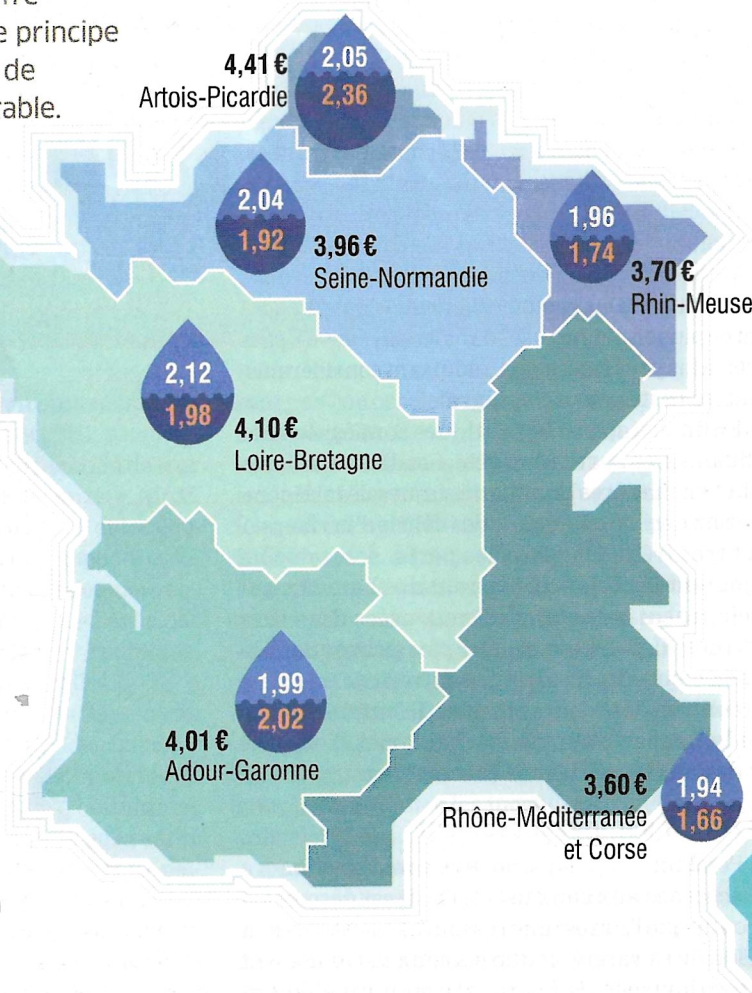 e principe
de
rable.
4,41 €
Artois-Picardie
2,05
2,36
2,04
1,92
3,96 €
Seine-Normandie
1,96
1,74
3,70 €
Rhin-Meuse
2,12
1,98
4,10 €
Loire-Bretagne
1,99
2,02
4,01 €
Adour-Garonne
3,60 €
Rhône-Méditerranée
et Corse
1,94
1,66